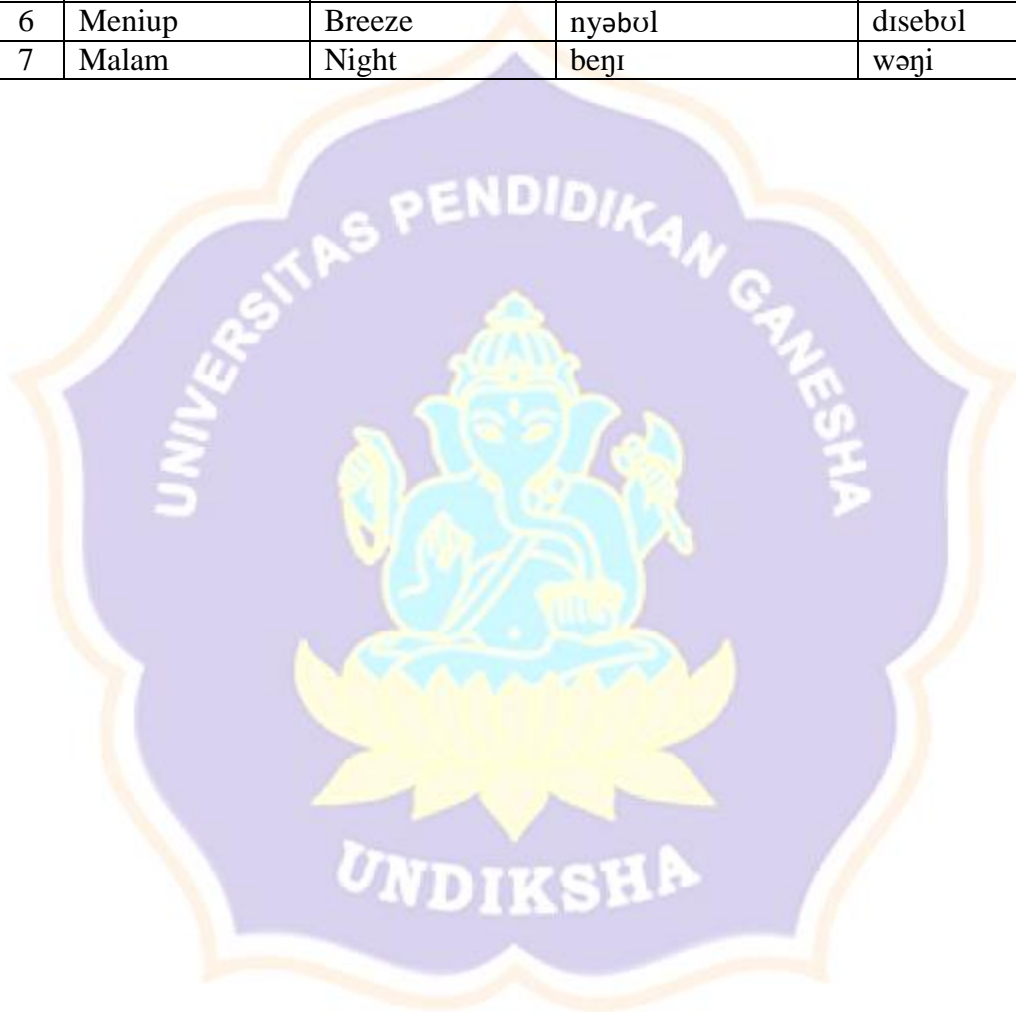 6 Meniup Breeze nyəbʊl dɪsebʊl
7 Malam Night beŋɪ wəŋi
UNIVERSITAS PENDIDIKAN GANESHA
UNDIKSHA